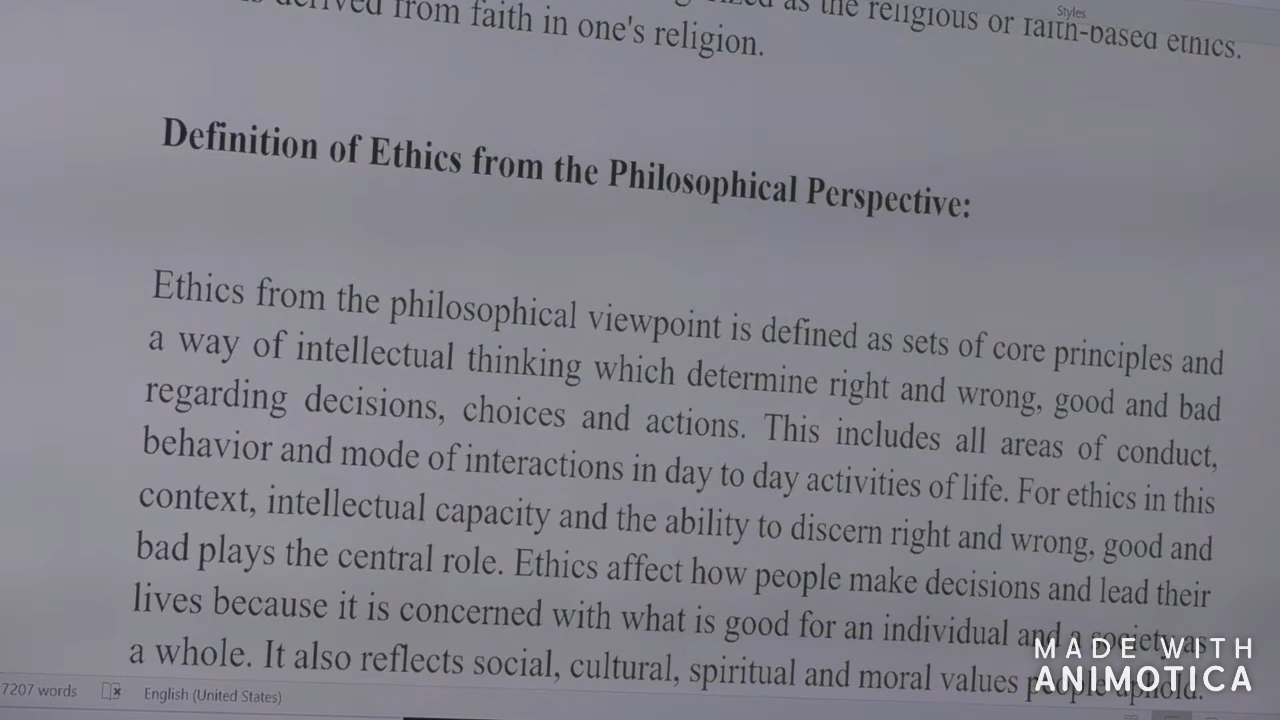 Styles
as the religious or faith-based ethics.
derived from faith in one's religion.
Definition of Ethics from the Philosophical Perspective:
Ethics from the philosophical viewpoint is defined as sets of core principles and
a way of intellectual thinking which determine right and wrong, good and bad
regarding decisions, choices and actions. This includes all areas of conduct,
behavior and mode of interactions in day to day activities of life. For ethics in this
context, intellectual capacity and the ability to discern right and wrong, good and
bad plays the central role. Ethics affect how people make decisions and lead their
lives because it is concerned with what is good for an individual and a society as
a whole. It also reflects social, cultural, spiritual and moral values people uphold.
MADE WITH
ANIMOTICA
7207 words
English (United States)